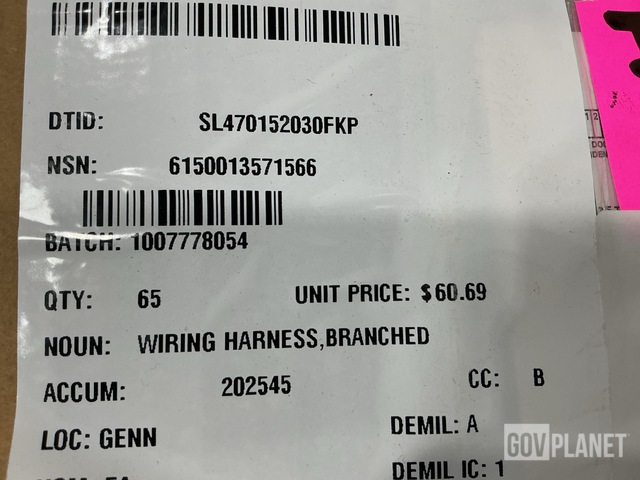 DTID: SL470152030FKP
NSN: 6150013571566
BATCH: 1007778054
QTY: 65 UNIT PRICE: $60.69
NOUN: WIRING HARNESS,BRANCHED
ACCUM: 202545 CC: B
LOC: GENN DEMIL: A
DEMIL IC: 1
GOVPLANET